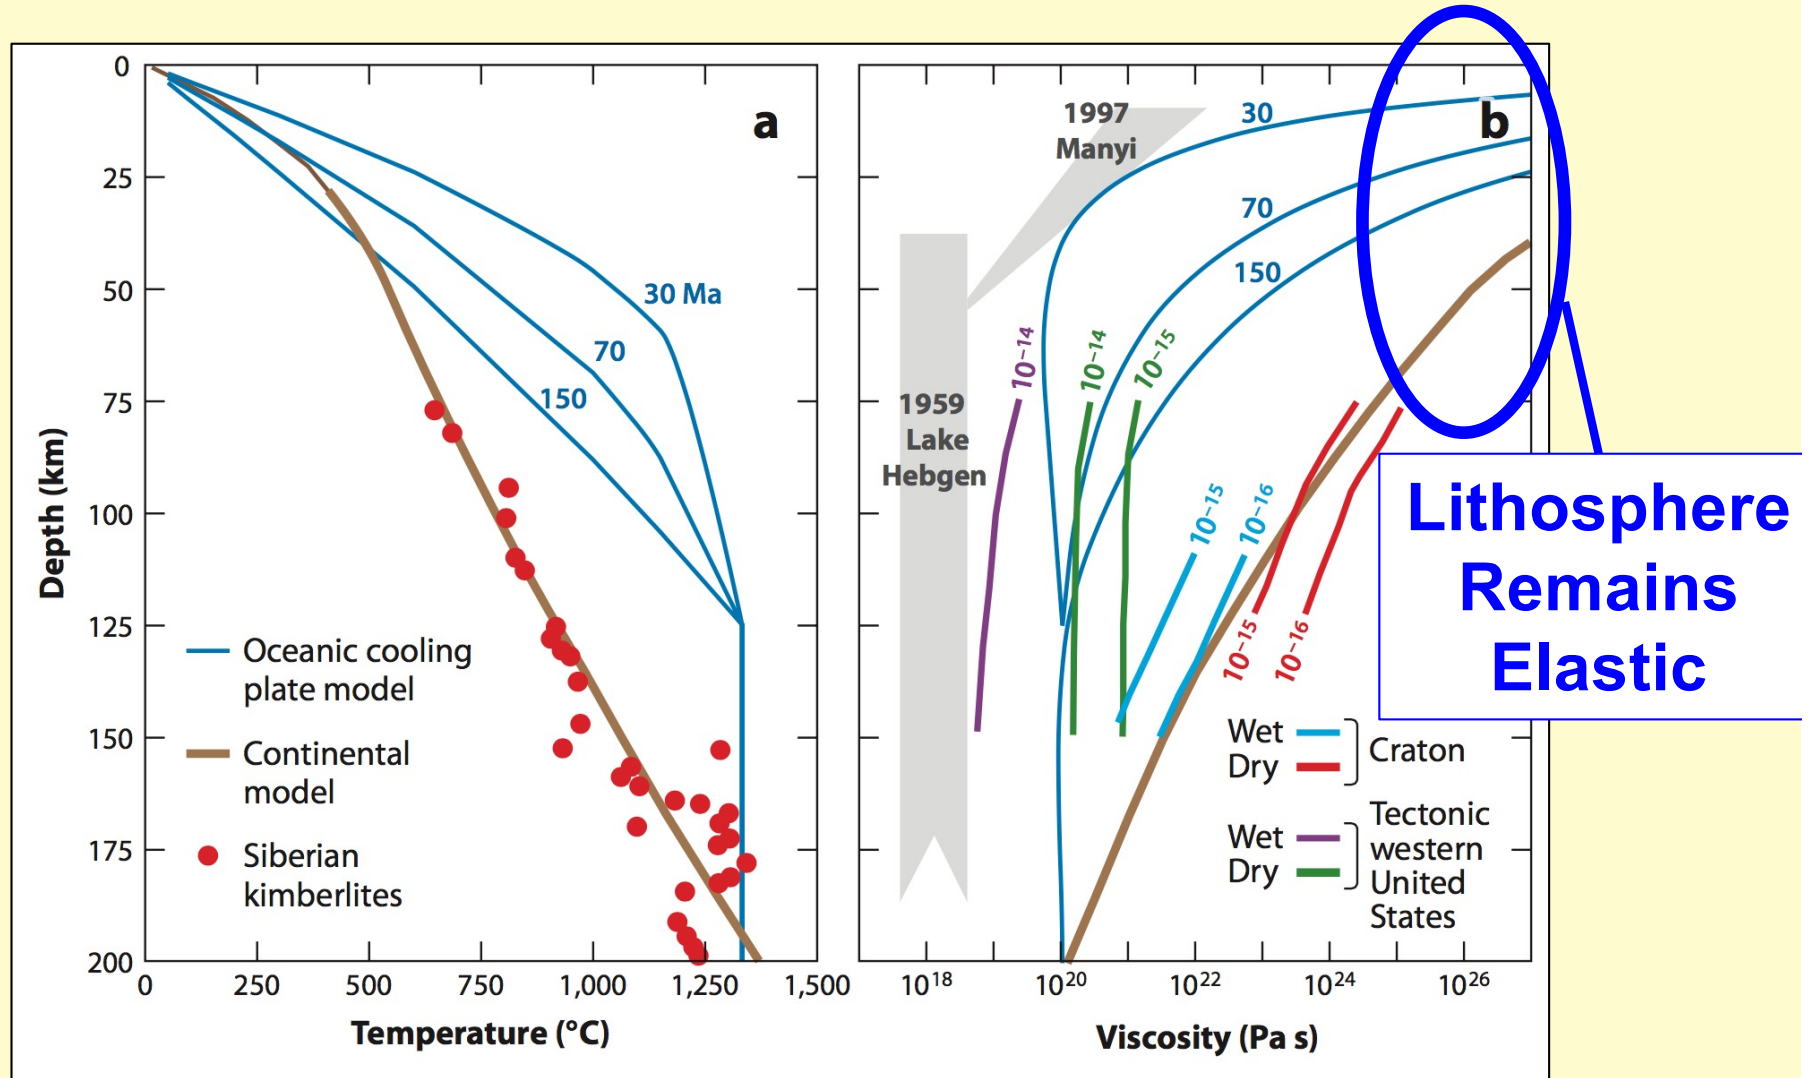 a
0
25
50
75
100
125
150
175
200
Depth (km)
30 Ma
70
150
Oceanic cooling
plate model
Continental
model
Siberian
kimberlites
0
250
500
750
1,000
1,250
1,500
Temperature (°C)
b
1997
Manyi
30
70
150
1959
Lake
Hebgen
10⁻¹⁴
10⁻¹⁴
10⁻¹⁵
10⁻¹⁵
10⁻¹⁶
10⁻¹⁵
10⁻¹⁶
Wet
Dry
Craton
Wet
Dry
Tectonic
western
United
States
10¹⁸
10²⁰
10²²
10²⁴
10²⁶
Viscosity (Pa s)
Lithosphere
Remains
Elastic